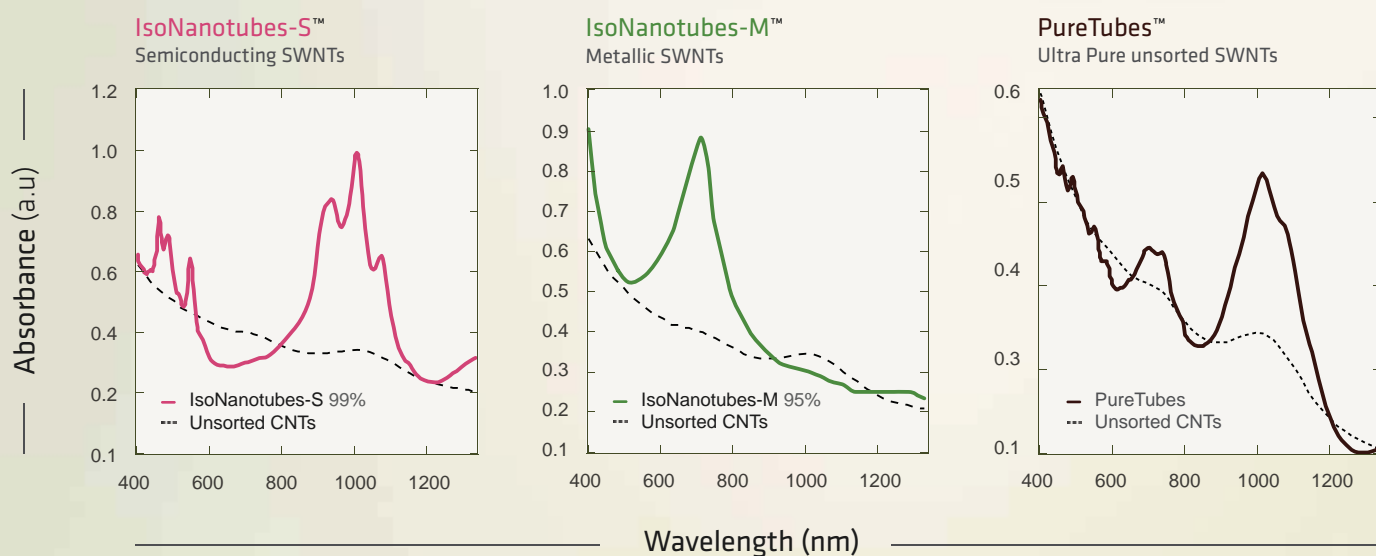 IsoNanotubes-S™
Semiconducting SWNTs
Absorbance (a.u)
1.2
1.0
0.8
0.6
0.4
0.2
0.1
IsoNanotubes-S 99%
Unsorted CNTs
400 600 800 1000 1200
IsoNanotubes-M™
Metallic SWNTs
1.0
0.9
0.8
0.7
0.6
0.5
0.4
0.3
0.2
0.1
IsoNanotubes-M 95%
Unsorted CNTs
400 600 800 1000 1200
PureTubes™
Ultra Pure unsorted SWNTs
0.6
0.5
0.4
0.3
0.1
PureTubes
Unsorted CNTs
400 600 800 1000 1200
Wavelength (nm)